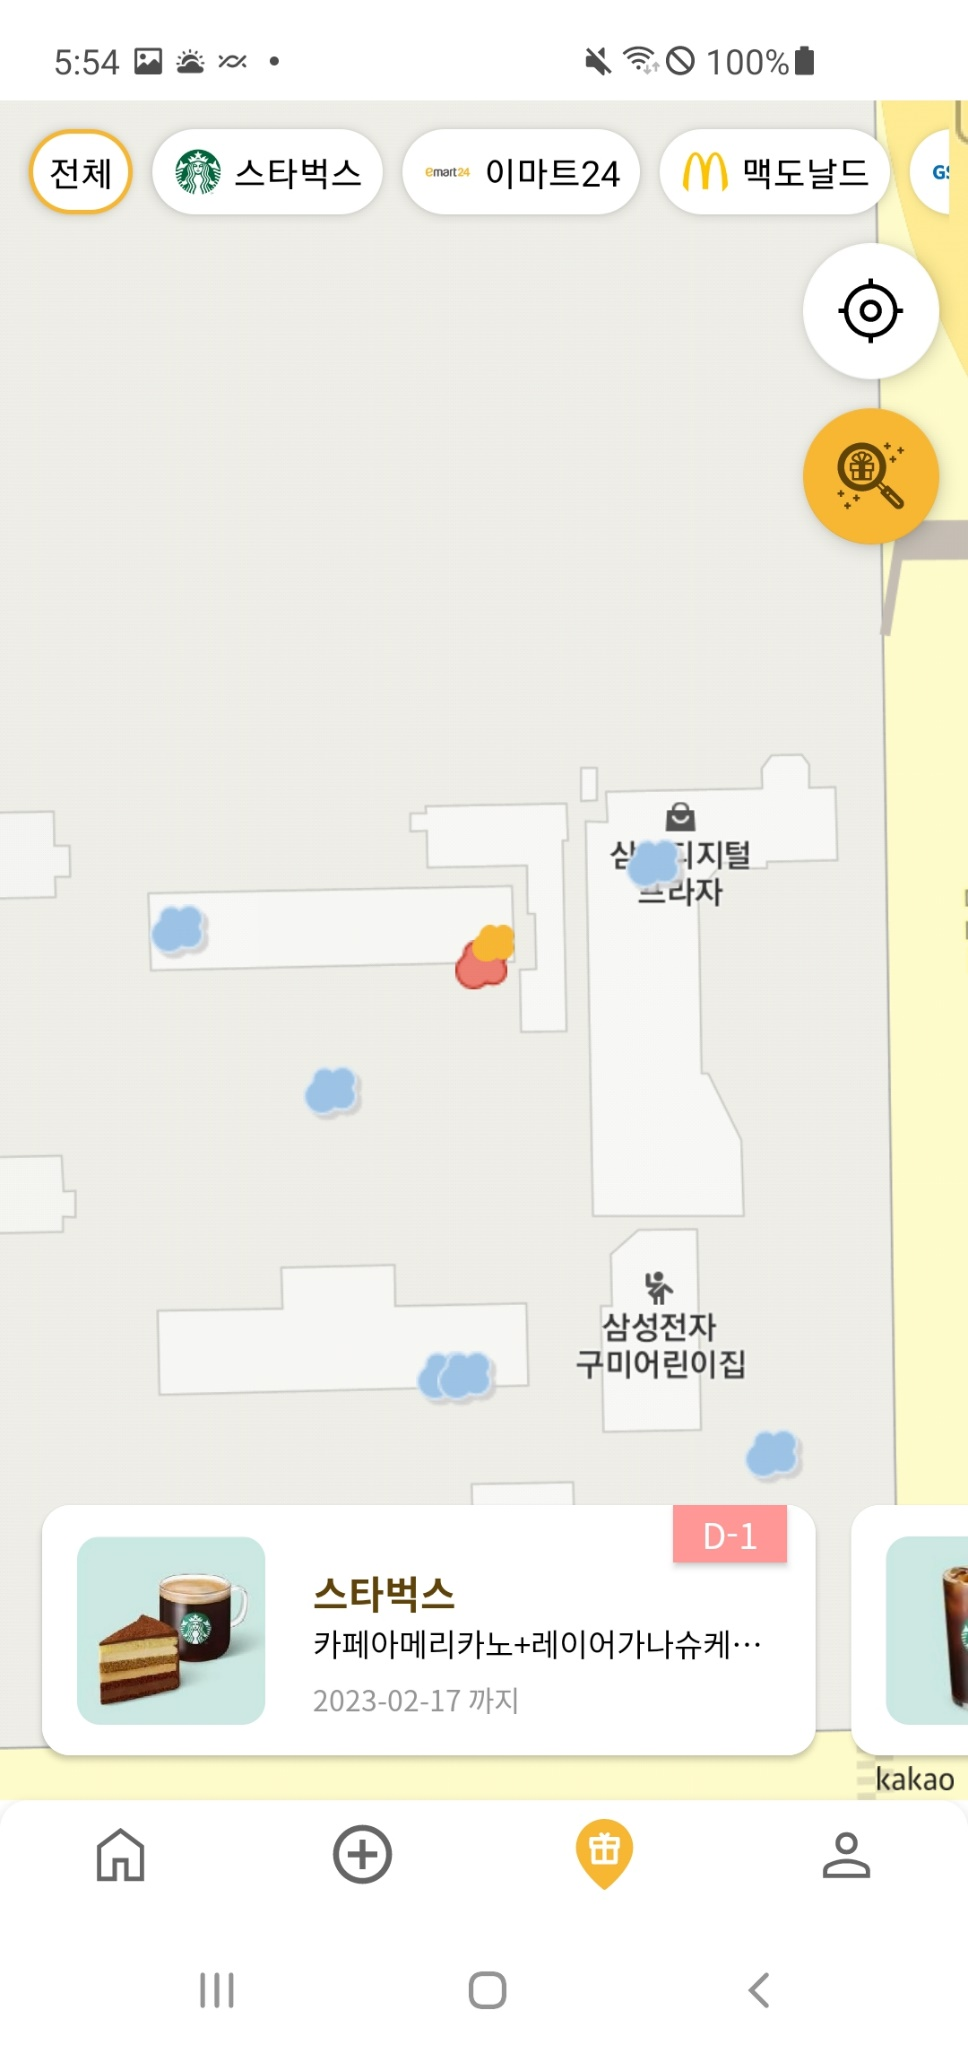 5:54 100%
전체 스타벅스 emart24 이마트24 맥도날드 GS
디지털
프라자
삼성전자
구미어린이집
D-1
스타벅스
카페아메리카노+레이어가나슈케…
2023-02-17 까지
kakao